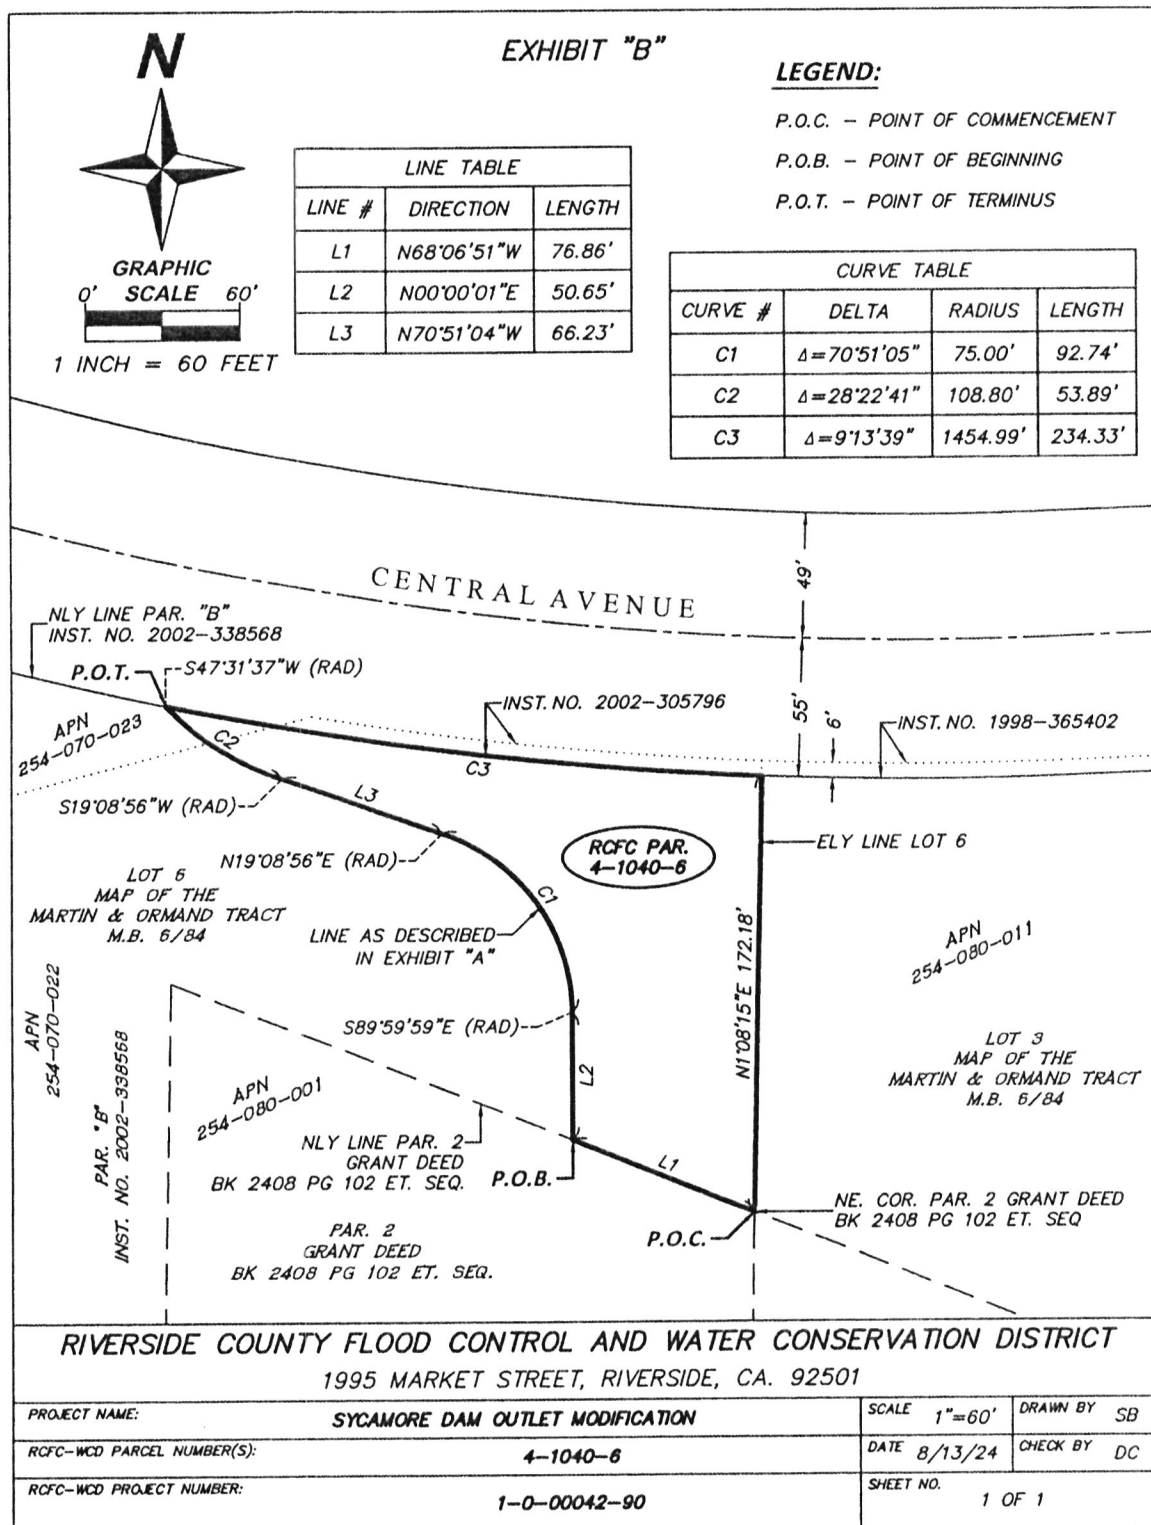 EXHIBIT "B"
N
GRAPHIC
SCALE
0' 60'
1 INCH = 60 FEET
LINE TABLE
LINE # DIRECTION LENGTH
L1 N68°06'51"W 76.86'
L2 N00°00'01"E 50.65'
L3 N70°51'04"W 66.23'
LEGEND:
P.O.C. - POINT OF COMMENCEMENT
P.O.B. - POINT OF BEGINNING
P.O.T. - POINT OF TERMINUS
CURVE TABLE
CURVE # DELTA RADIUS LENGTH
C1 Δ=70°51'05" 75.00' 92.74'
C2 Δ=28°22'41" 108.80' 53.89'
C3 Δ=9°13'39" 1454.99' 234.33'
49'
CENTRAL AVENUE
55'
6'
NLY LINE PAR. "B"
INST. NO. 2002-338568
P.O.T.
S47°31'37"W (RAD)
INST. NO. 2002-305796
INST. NO. 1998-365402
APN
254-070-023
C2
C3
S19°08'56"W (RAD)
L3
N19°08'56"E (RAD)
RCFC PAR.
4-1040-6
ELY LINE LOT 6
LOT 6
MAP OF THE
MARTIN & ORMAND TRACT
M.B. 6/84
C1
LINE AS DESCRIBED
IN EXHIBIT "A"
N1°08'15"E 172.18'
APN
254-080-011
APN
254-070-022
S89°59'59"E (RAD)
LOT 3
MAP OF THE
MARTIN & ORMAND TRACT
M.B. 6/84
PAR. "B"
INST. NO. 2002-338568
APN
254-080-001
L2
NLY LINE PAR. 2
GRANT DEED
BK 2408 PG 102 ET. SEQ.
P.O.B.
L1
NE. COR. PAR. 2 GRANT DEED
BK 2408 PG 102 ET. SEQ
P.O.C.
PAR. 2
GRANT DEED
BK 2408 PG 102 ET. SEQ.
RIVERSIDE COUNTY FLOOD CONTROL AND WATER CONSERVATION DISTRICT
1995 MARKET STREET, RIVERSIDE, CA. 92501
PROJECT NAME: SYCAMORE DAM OUTLET MODIFICATION
SCALE 1"=60' DRAWN BY SB
RCFC-WCD PARCEL NUMBER(S): 4-1040-6
DATE 8/13/24 CHECK BY DC
RCFC-WCD PROJECT NUMBER: 1-0-00042-90
SHEET NO. 1 OF 1